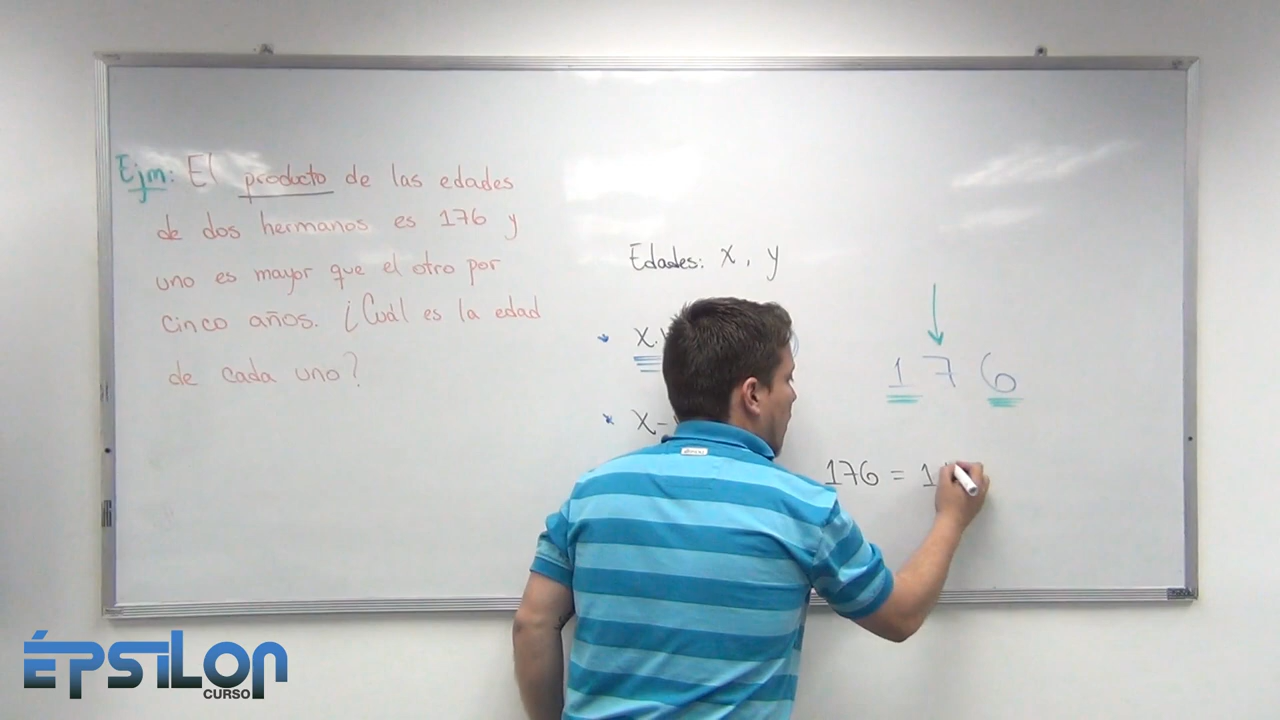 Ejm: El producto de las edades
de dos hermanos es 176 y
uno es mayor que el otro por
cinco años. ¿Cuál es la edad
de cada uno?
Edades: x, y
x.
x-
1 7 6
176 = 1
ÉPSILON
CURSO